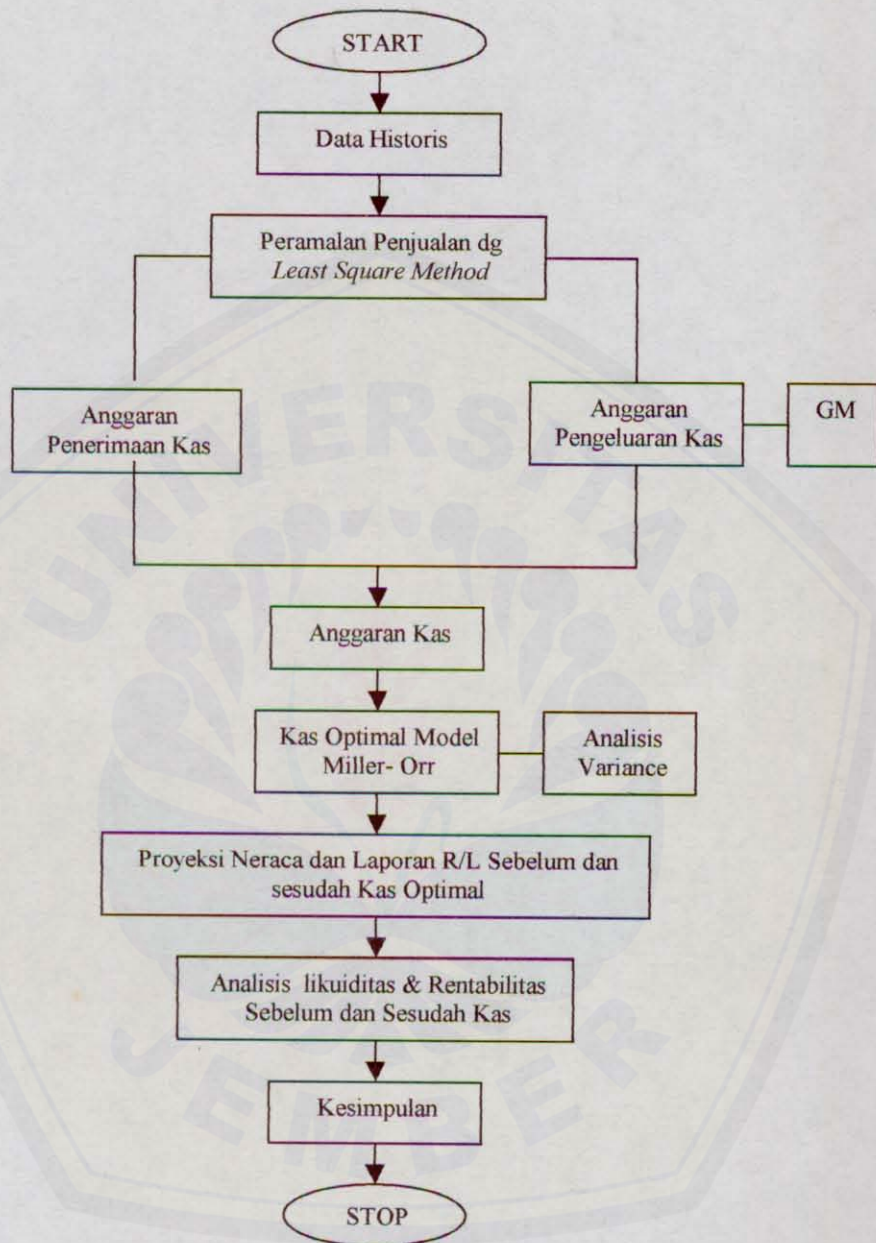 START
Data Historis
Peramalan Penjualan dg
Least Square Method
Anggaran
Penerimaan Kas
Anggaran
Pengeluaran Kas
GM
Anggaran Kas
Kas Optimal Model
Miller- Orr
Analisis
Variance
Proyeksi Neraca dan Laporan R/L Sebelum dan
sesudah Kas Optimal
Analisis likuiditas & Rentabilitas
Sebelum dan Sesudah Kas
Kesimpulan
STOP
UNIVERSITAS
JEMBER